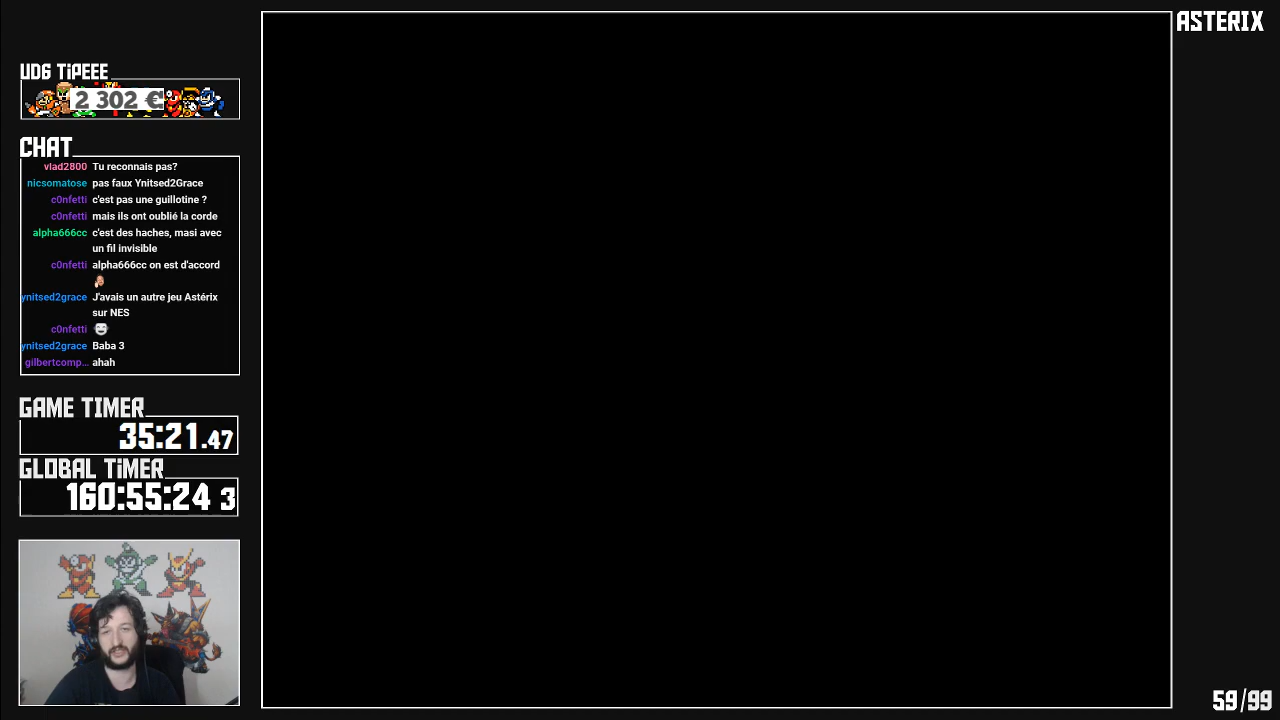 ASTERIX
UDG TiPEEE
2 302 €
CHAT
vlad2800 Tu reconnais pas?
nicsomatose pas faux Ynitsed2Grace
c0nfetti c'est pas une guillotine ?
c0nfetti mais ils ont oublié la corde
alpha666cc c'est des haches, masi avec
un fil invisible
c0nfetti alpha666cc on est d'accord
ynitsed2grace J'avais un autre jeu Astérix
sur NES
c0nfetti
ynitsed2grace Baba 3
gilbertcomp... ahah
GAME TIMER
35:21.47
GLOBAL TiMER
160:55:24 3
59/99